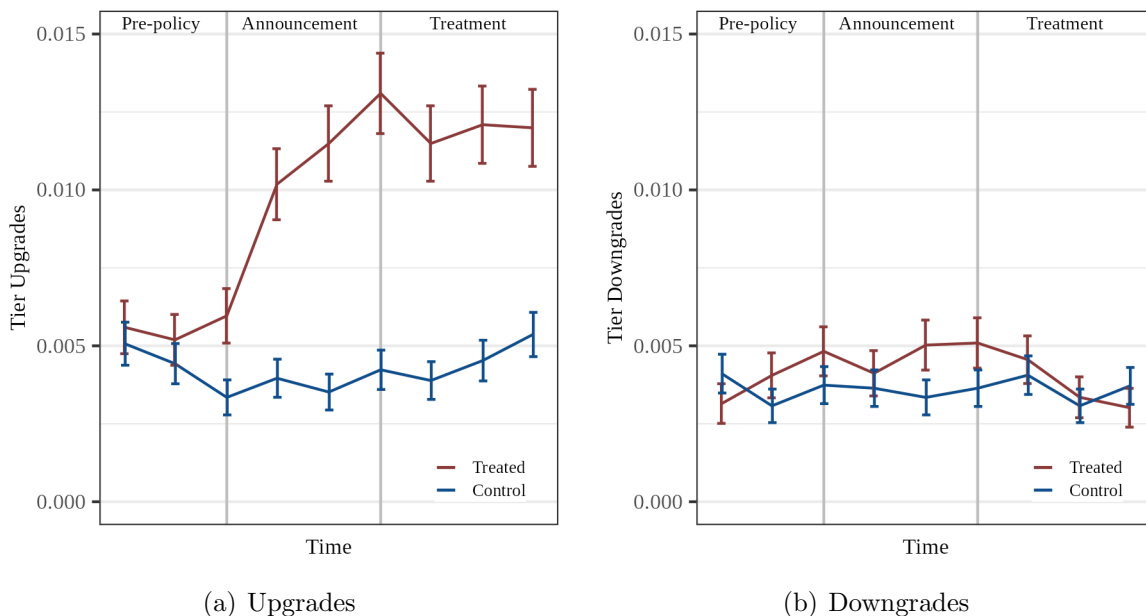 Pre-policy Announcement Treatment
0.015
0.010
0.005
0.000
Tier Upgrades
Treated
Control
Time
(a) Upgrades
Pre-policy Announcement Treatment
0.015
0.010
0.005
0.000
Tier Downgrades
Treated
Control
Time
(b) Downgrades